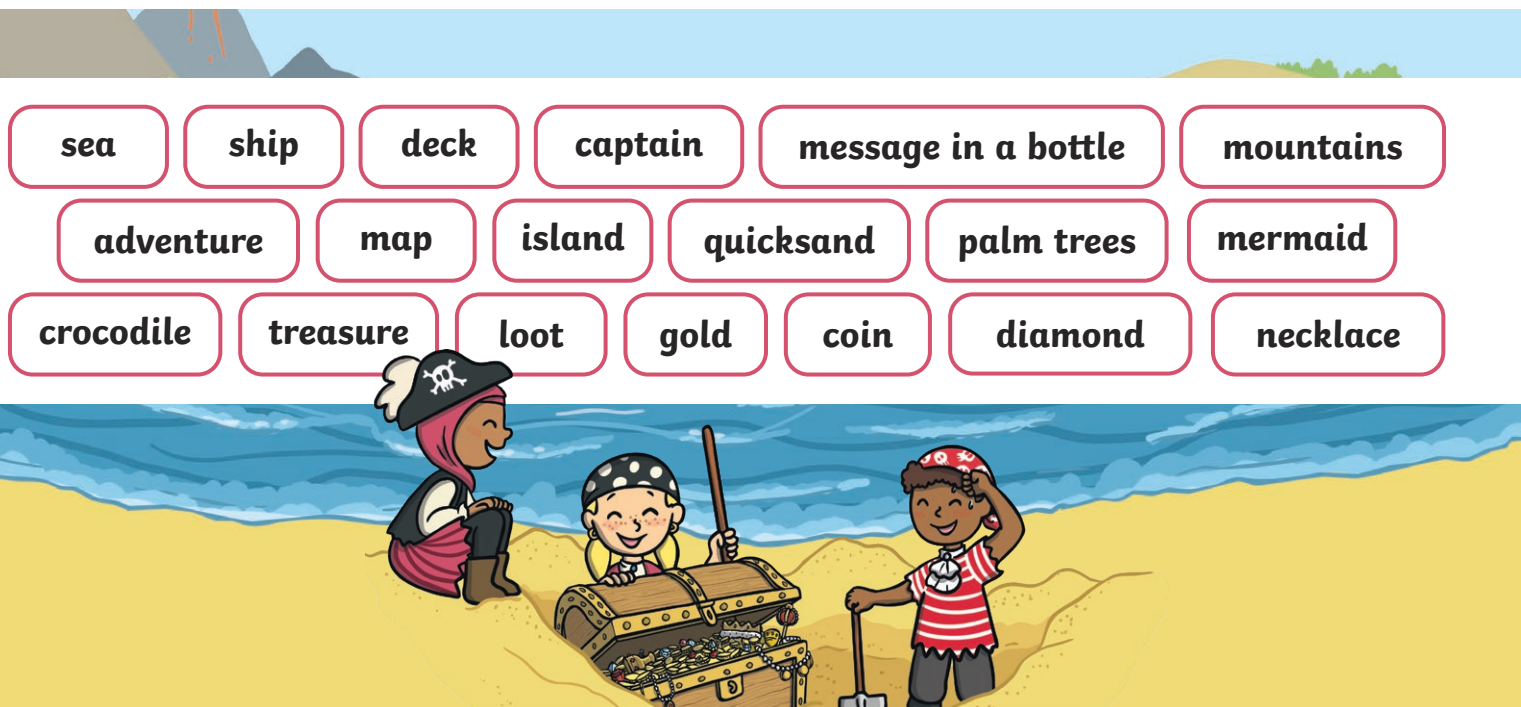 sea ship deck captain message in a bottle mountains
adventure map island quicksand palm trees mermaid
crocodile treasure loot gold coin diamond necklace